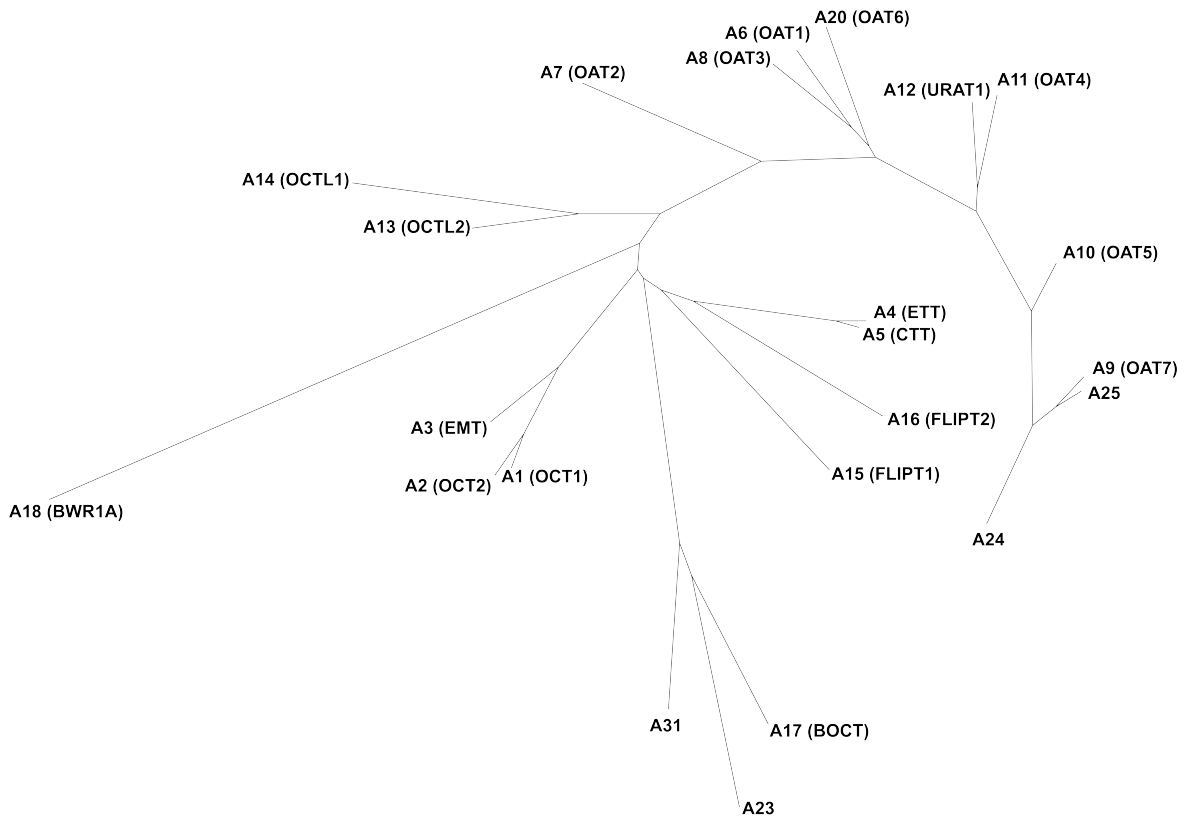 A20 (OAT6)
A6 (OAT1)
A8 (OAT3)
A7 (OAT2)
A11 (OAT4)
A12 (URAT1)
A14 (OCTL1)
A13 (OCTL2)
A10 (OAT5)
A4 (ETT)
A5 (CTT)
A9 (OAT7)
A25
A16 (FLIPT2)
A3 (EMT)
A15 (FLIPT1)
A1 (OCT1)
A2 (OCT2)
A18 (BWR1A)
A24
A31
A17 (BOCT)
A23